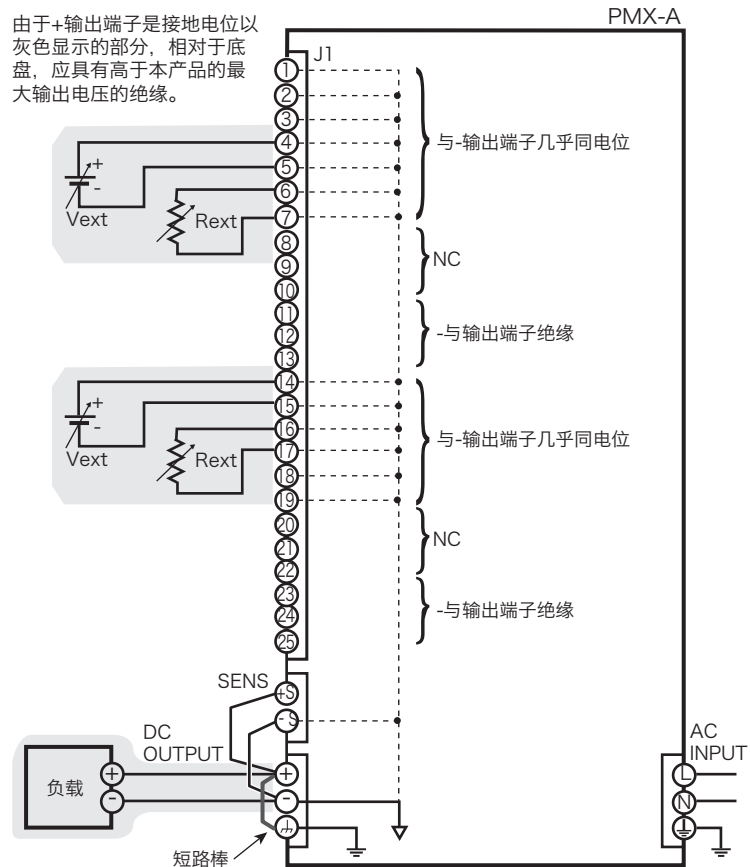 由于+输出端子是接地电位以
灰色显示的部分，相对于底
盘，应具有高于本产品的最
大输出电压的绝缘。
PMX-A
J1
1
2
3
4
5
6
7
8
9
10
11
12
13
14
15
16
17
18
19
20
21
22
23
24
25
+
-
Vext
Rext
与-输出端子几乎同电位
NC
-与输出端子绝缘
+
-
Vext
Rext
与-输出端子几乎同电位
NC
-与输出端子绝缘
SENS
+S
- S
DC
OUTPUT
负载
+
-
+
-
短路棒
AC
INPUT
L
N